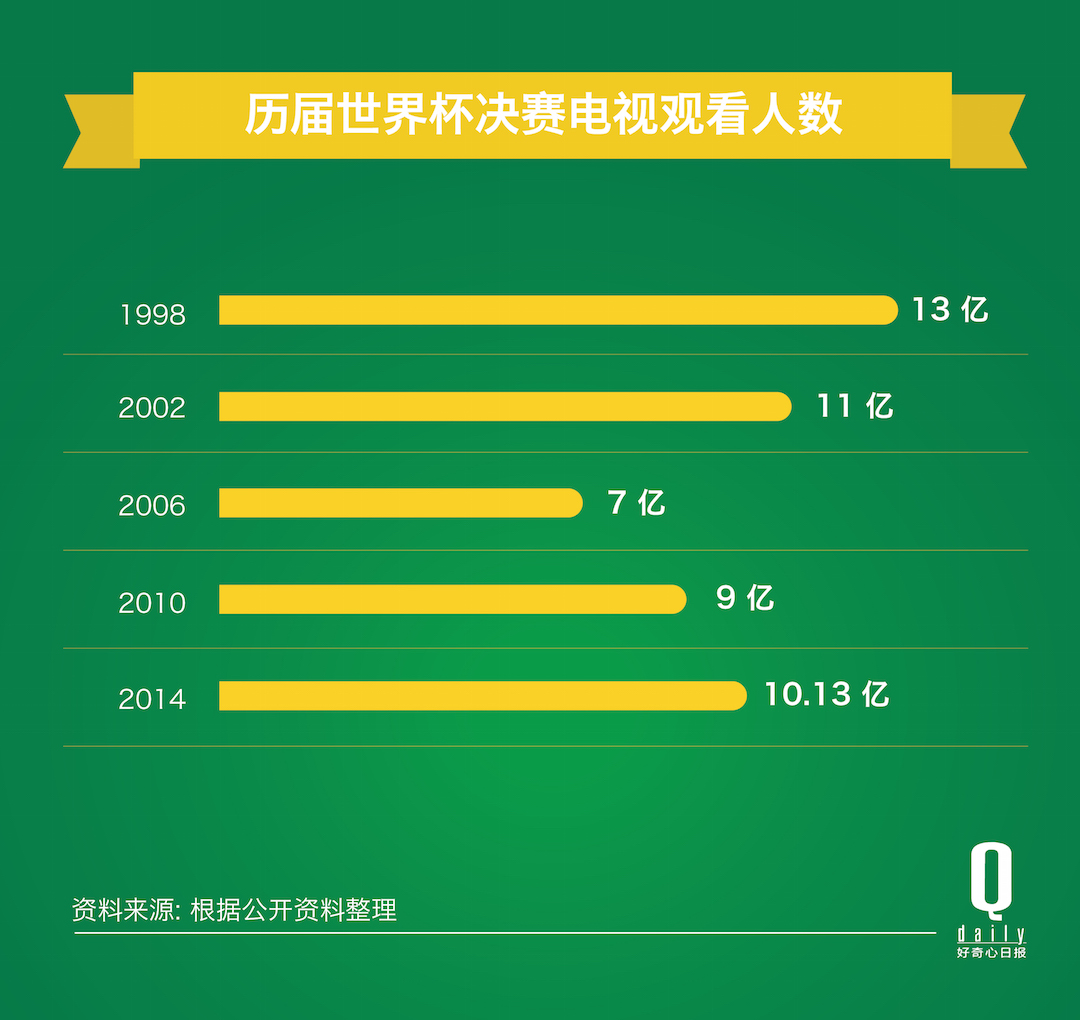 历届世界杯决赛电视观看人数
1998 13 亿
2002 11 亿
2006 7 亿
2010 9 亿
2014 10.13 亿
资料来源: 根据公开资料整理
Q
daily
好奇心日报